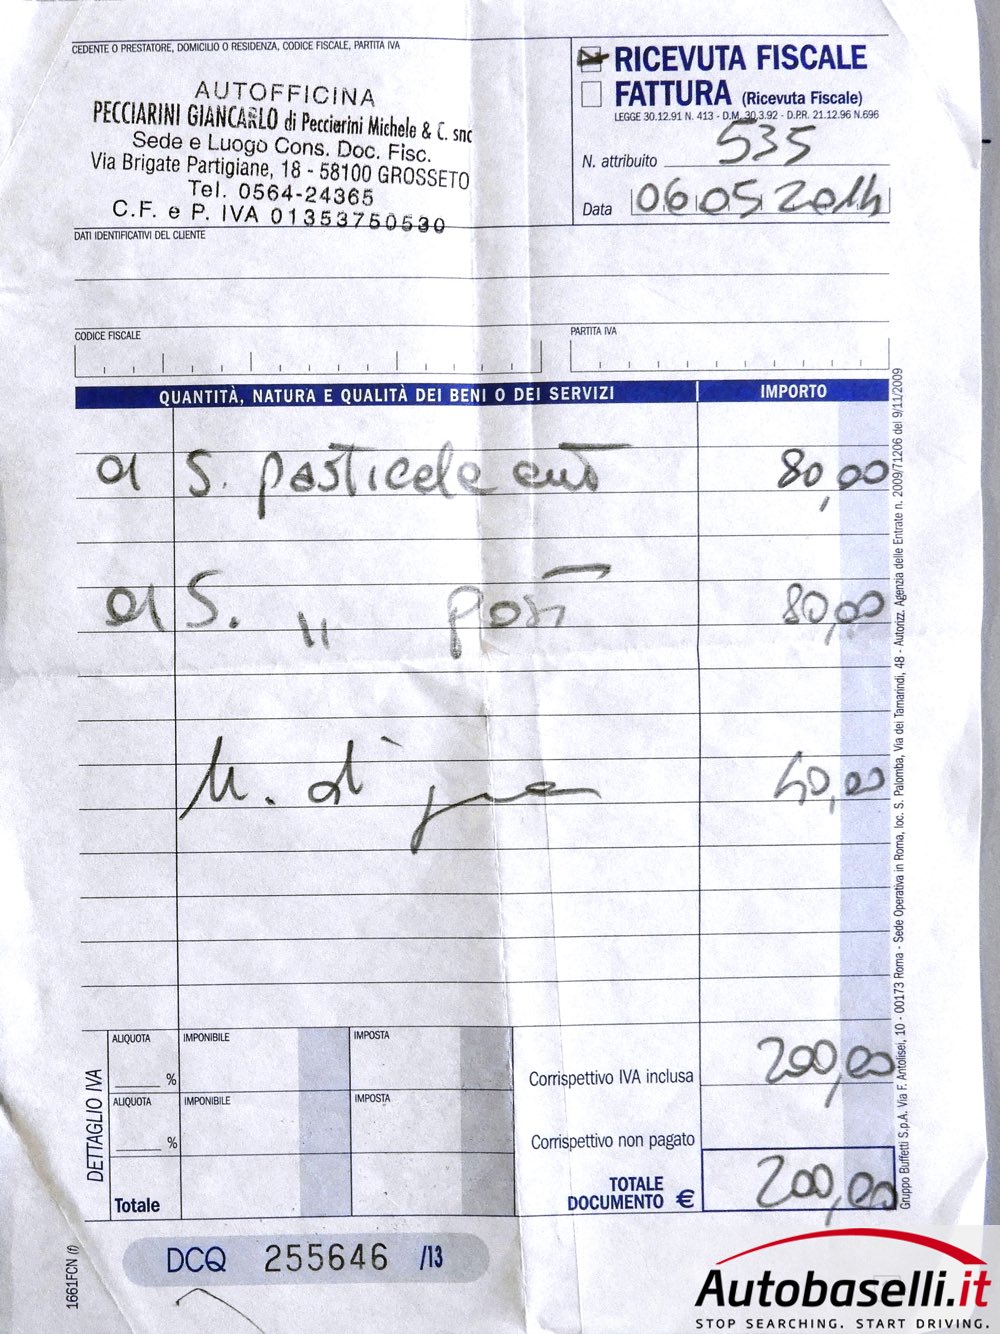 CEDENTE O PRESTATORE, DOMICILIO O RESIDENZA, CODICE FISCALE, PARTITA IVA
AUTOFFICINA
PECCIARINI GIANCARLO di Pecciarini Michele & C. snc
Sede e Luogo Cons. Doc. Fisc.
Via Brigate Partigiane, 18 - 58100 GROSSETO
Tel. 0564-24365
C.F. e P. IVA 01353750530
RICEVUTA FISCALE
FATTURA (Ricevuta Fiscale)
LEGGE 30.12.91 N. 413 - D.M. 30.3.92 - D.P.R. 21.12.96 N.696
N. attribuito 535
Data 06 05 2014
DATI IDENTIFICATIVI DEL CLIENTE
CODICE FISCALE
PARTITA IVA
QUANTITÀ, NATURA E QUALITÀ DEI BENI O DEI SERVIZI IMPORTO
01 S. pasticche ant 80,00
01 S. " post 80,00
M. d' 40,00
DETTAGLIO IVA
ALIQUOTA IMPONIBILE IMPOSTA
%
ALIQUOTA IMPONIBILE IMPOSTA
%
Totale
Corrispettivo IVA inclusa 200,00
Corrispettivo non pagato
TOTALE DOCUMENTO € 200,00
DCQ 255646 /13
1661FCN (f)
Gruppo Buffetti S.p.A. Via F. Antolisei, 10 - 00173 Roma - Sede Operativa in Roma, loc. S. Palomba, Via dei Tamarindi, 48 - Autorizz. Agenzia delle Entrate n. 2009/71206 del 9/11/2009
Autobaselli.it
STOP SEARCHING. START DRIVING.